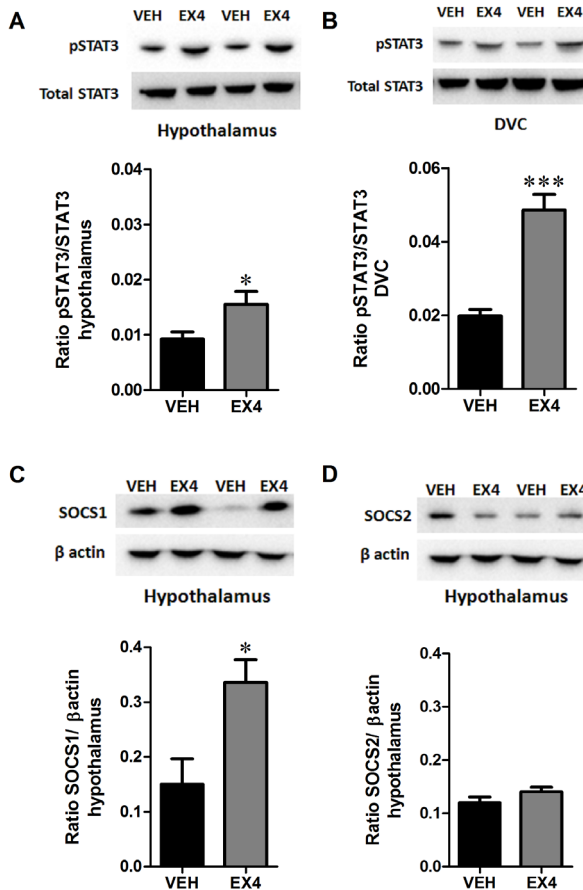 A
VEH EX4 VEH EX4
pSTAT3
Total STAT3
Hypothalamus
0.04
0.03
0.02
0.01
0.00
Ratio pSTAT3/STAT3
hypothalamus
*
VEH EX4
B
VEH EX4 VEH EX4
pSTAT3
Total STAT3
DVC
0.06
0.04
0.02
0.00
Ratio pSTAT3/STAT3
DVC
***
VEH EX4
C
VEH EX4 VEH EX4
SOCS1
β actin
Hypothalamus
0.4
0.3
0.2
0.1
0.0
Ratio SOCS1/ βactin
hypothalamus
*
VEH EX4
D
VEH EX4 VEH EX4
SOCS2
β actin
Hypothalamus
0.4
0.3
0.2
0.1
0.0
Ratio SOCS2/ βactin
hypothalamus
VEH EX4